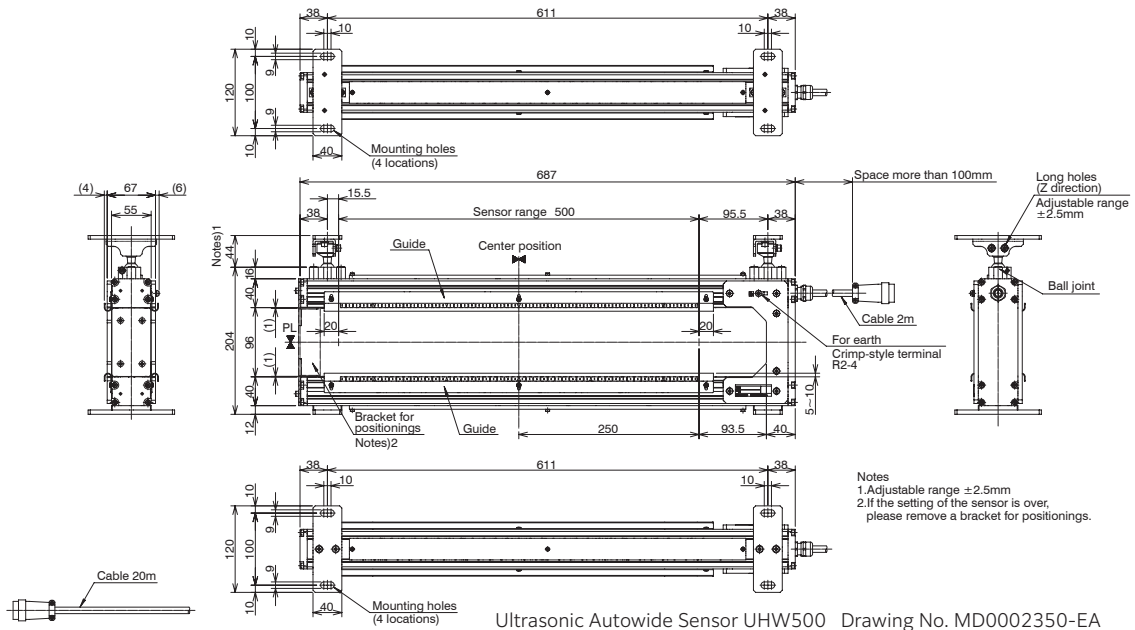 38
611
38
10
10
10
9
120
100
9
10
40
Mounting holes
(4 locations)
687
Space more than 100mm
(4)
67
(6)
55
15.5
38
Sensor range 500
95.5
38
Long holes
(Z direction)
Adjustable range
±2.5mm
Notes)1
44
Guide
Center position
16
40
Ball joint
Cable 2m
(1)
20
20
PL
204
96
For earth
Crimp-style terminal
R2-4
(1)
40
5~10
12
Bracket for
positionings
Notes)2
Guide
250
93.5
40
38
611
38
10
10
10
9
120
100
9
10
40
Mounting holes
(4 locations)
Notes
1.Adjustable range ±2.5mm
2.If the setting of the sensor is over,
please remove a bracket for positionings.
Cable 20m
Ultrasonic Autowide Sensor UHW500 Drawing No. MD0002350-EA